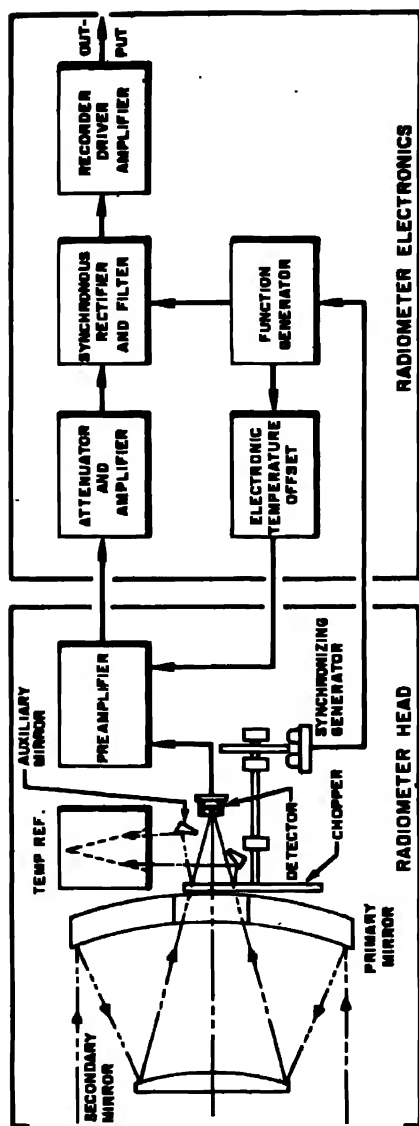 SECONDARY
MIRROR
PRIMARY
MIRROR
TEMP REF.
AUXILIARY
MIRROR
PREAMPLIFIER
DETECTOR
CHOPPER
SYNCHRONIZING
GENERATOR
RADIOMETER HEAD
ATTENUATOR
AND
AMPLIFIER
SYNCHRONOUS
RECTIFIER
AND FILTER
RECORDER
DRIVER
AMPLIFIER
OUT-
PUT
ELECTRONIC
TEMPERATURE
OFFSET
FUNCTION
GENERATOR
RADIOMETER ELECTRONICS